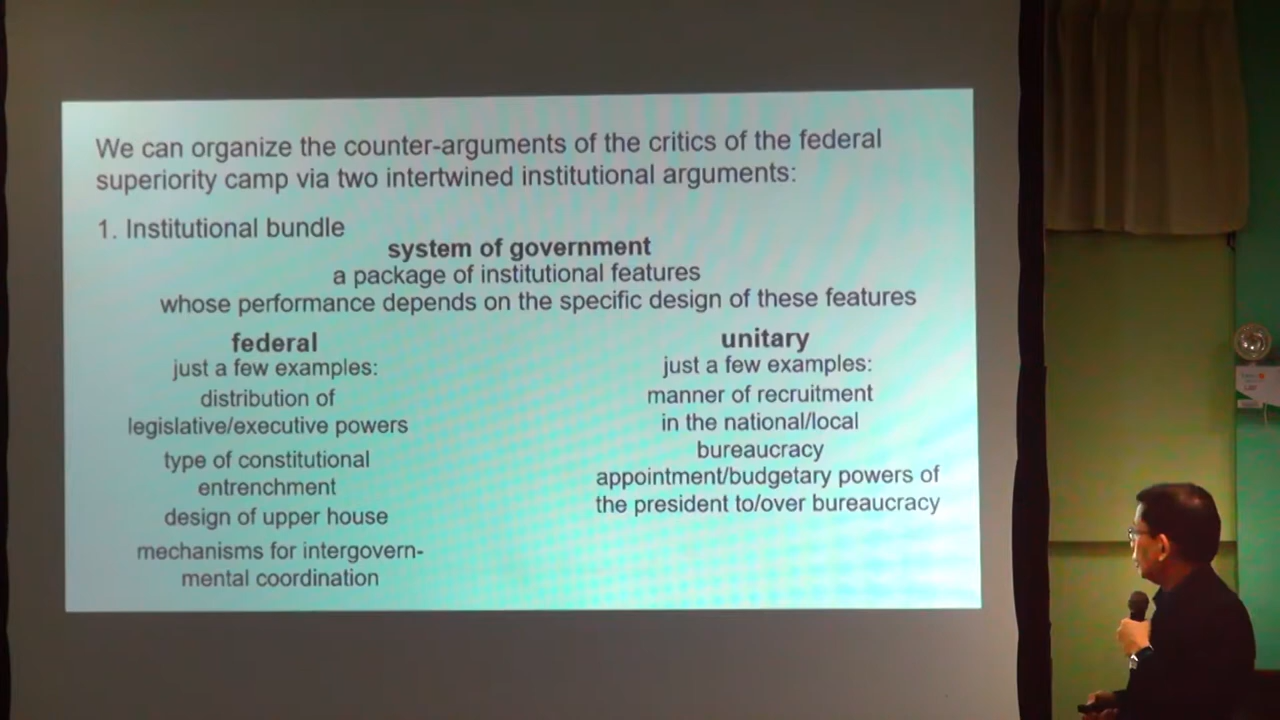 We can organize the counter-arguments of the critics of the federal
superiority camp via two intertwined institutional arguments:
1. Institutional bundle
system of government
a package of institutional features
whose performance depends on the specific design of these features
federal
just a few examples:
distribution of
legislative/executive powers
type of constitutional
entrenchment
design of upper house
mechanisms for intergovern-
mental coordination
unitary
just a few examples:
manner of recruitment
in the national/local
bureaucracy
appointment/budgetary powers of
the president to/over bureaucracy